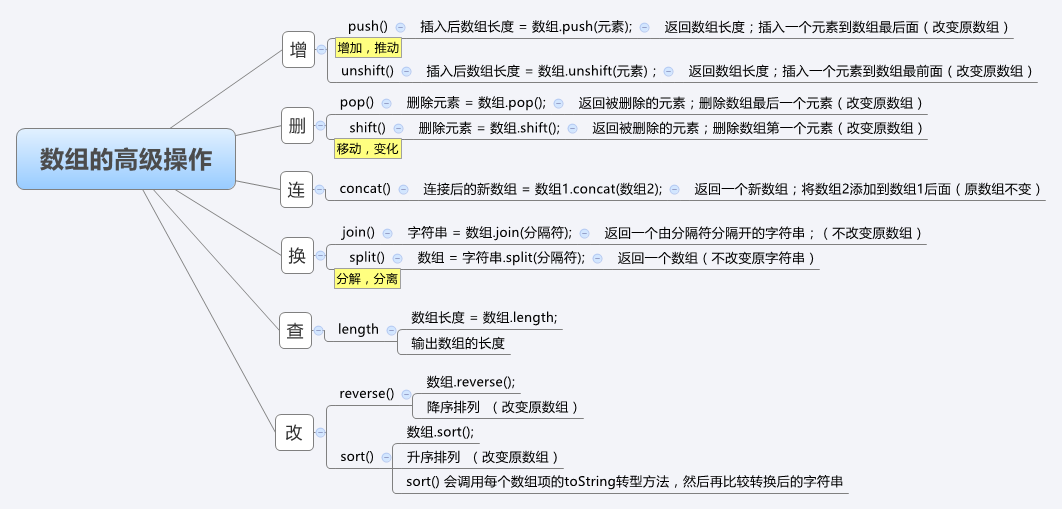 数组的高级操作
增
push()
插入后数组长度 = 数组.push(元素);
返回数组长度；插入一个元素到数组最后面（改变原数组）
增加，推动
unshift()
插入后数组长度 = 数组.unshift(元素)；
返回数组长度；插入一个元素到数组最前面（改变原数组）
删
pop()
删除元素 = 数组.pop();
返回被删除的元素；删除数组最后一个元素（改变原数组）
shift()
删除元素 = 数组.shift();
返回被删除的元素；删除数组第一个元素（改变原数组）
移动，变化
连
concat()
连接后的新数组 = 数组1.concat(数组2);
返回一个新数组；将数组2添加到数组1后面（原数组不变）
换
join()
字符串 = 数组.join(分隔符);
返回一个由分隔符分隔开的字符串；（不改变原数组）
split()
数组 = 字符串.split(分隔符);
返回一个数组（不改变原字符串）
分解，分离
查
length
数组长度 = 数组.length;
输出数组的长度
改
reverse()
数组.reverse();
降序排列 （改变原数组）
sort()
数组.sort();
升序排列 （改变原数组）
sort() 会调用每个数组项的toString转型方法，然后再比较转换后的字符串